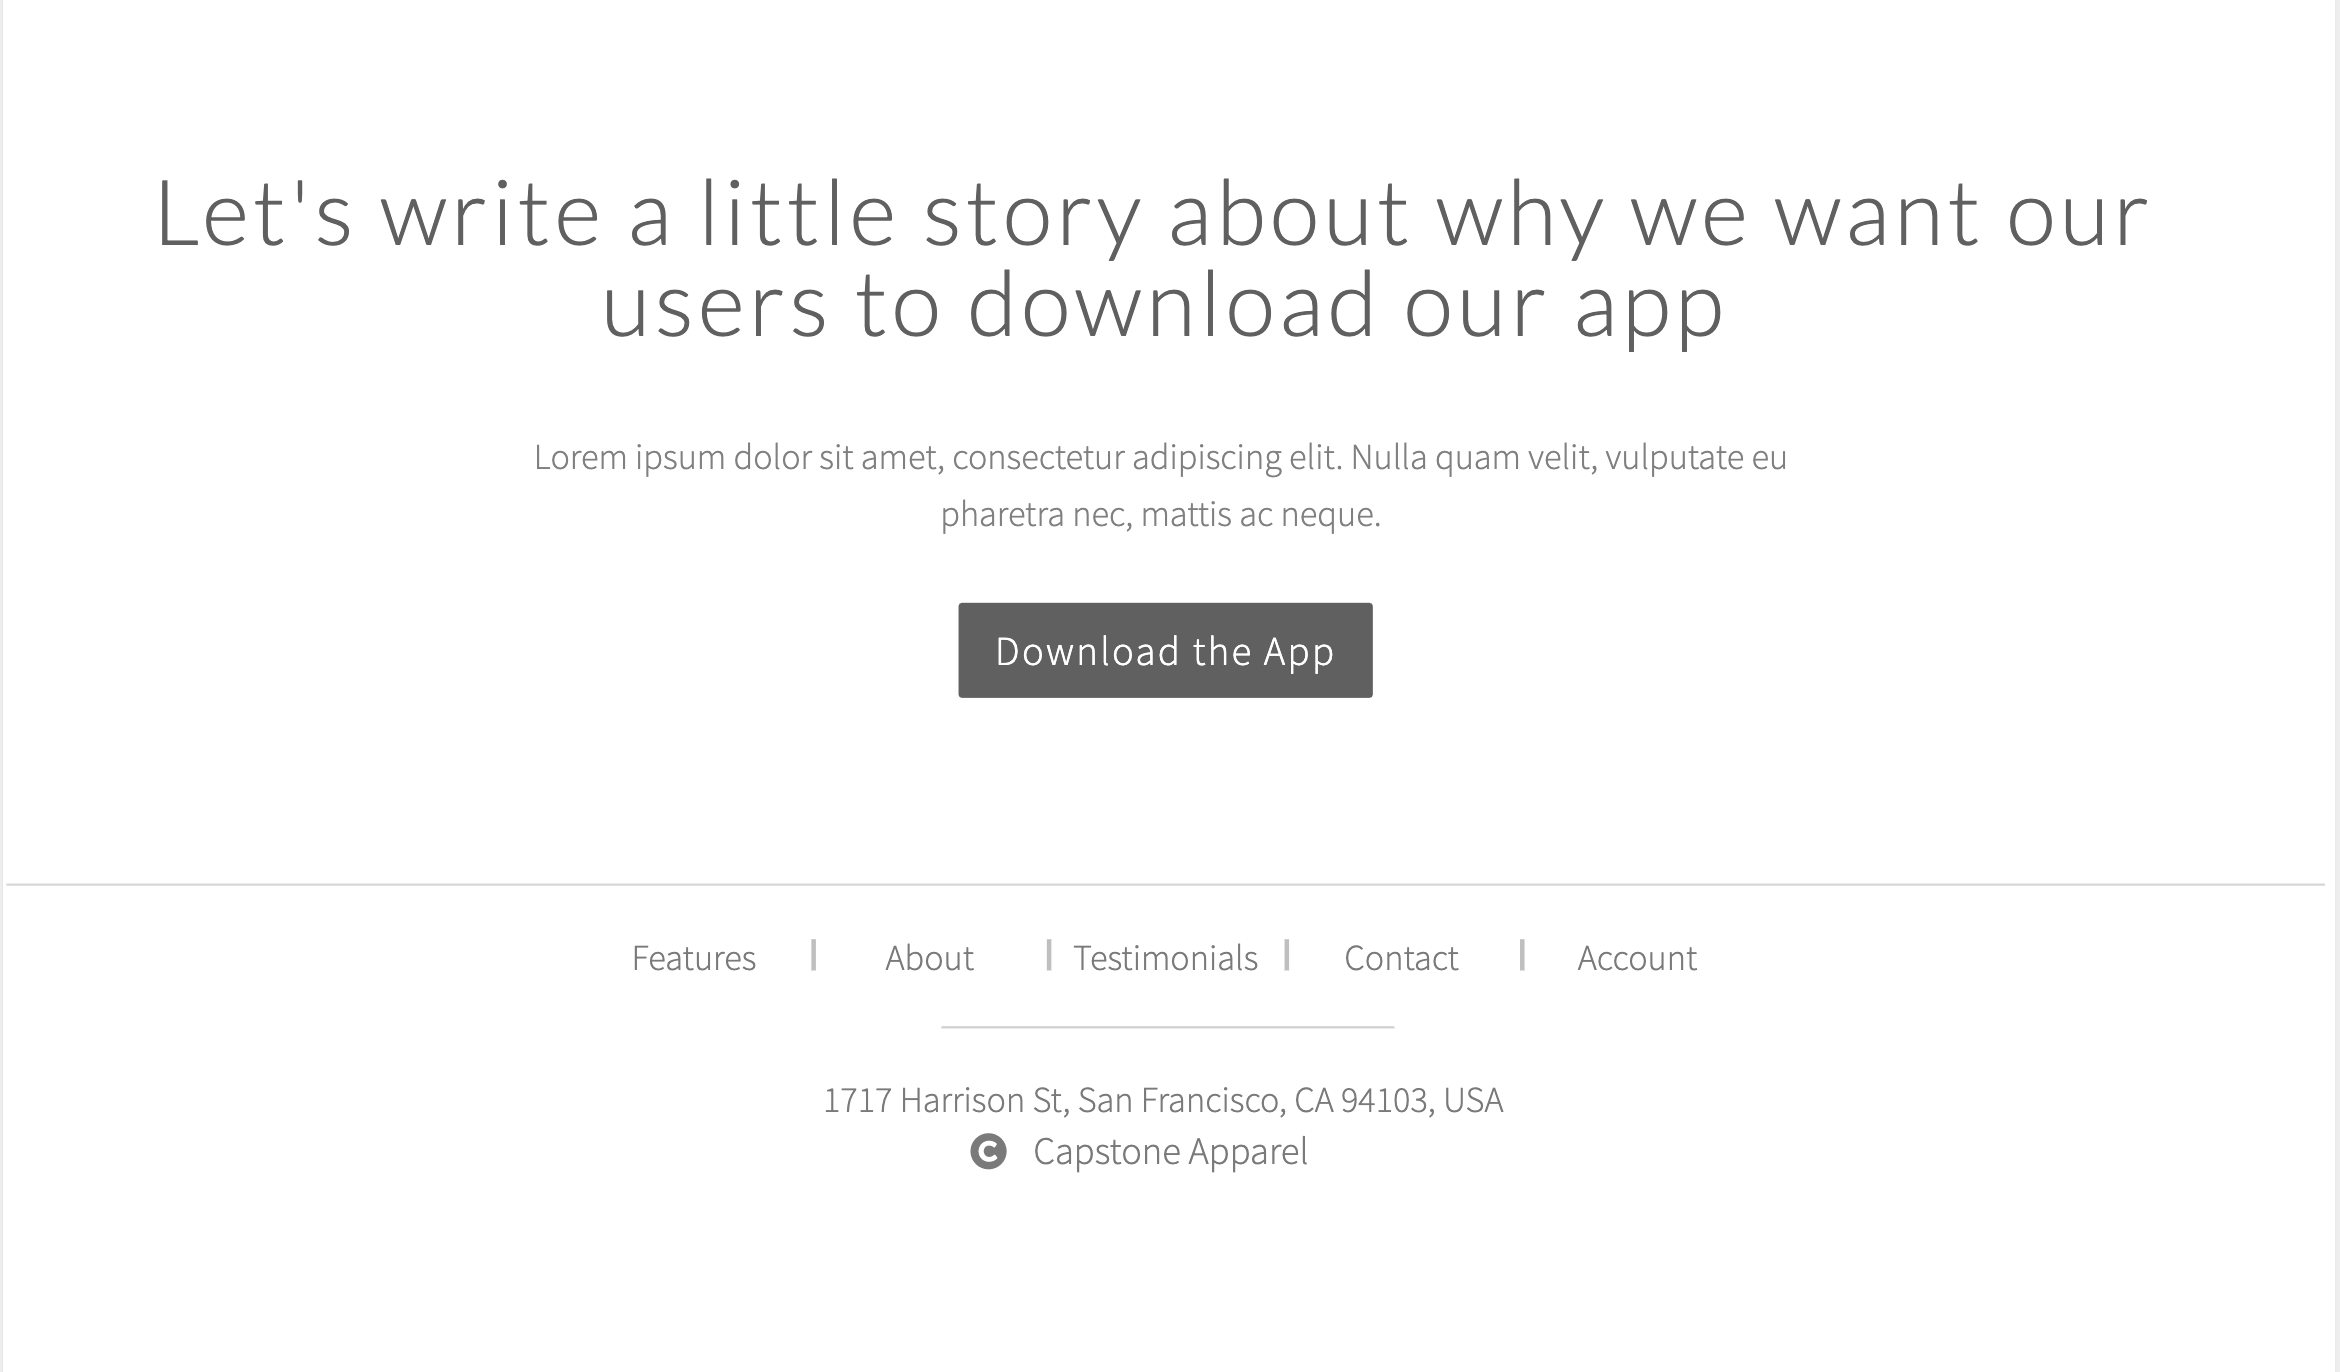 Let's write a little story about why we want our
users to download our app
Lorem ipsum dolor sit amet, consectetur adipiscing elit. Nulla quam velit, vulputate eu
pharetra nec, mattis ac neque.
Download the App
Features | About | Testimonials | Contact | Account
1717 Harrison St, San Francisco, CA 94103, USA
© Capstone Apparel